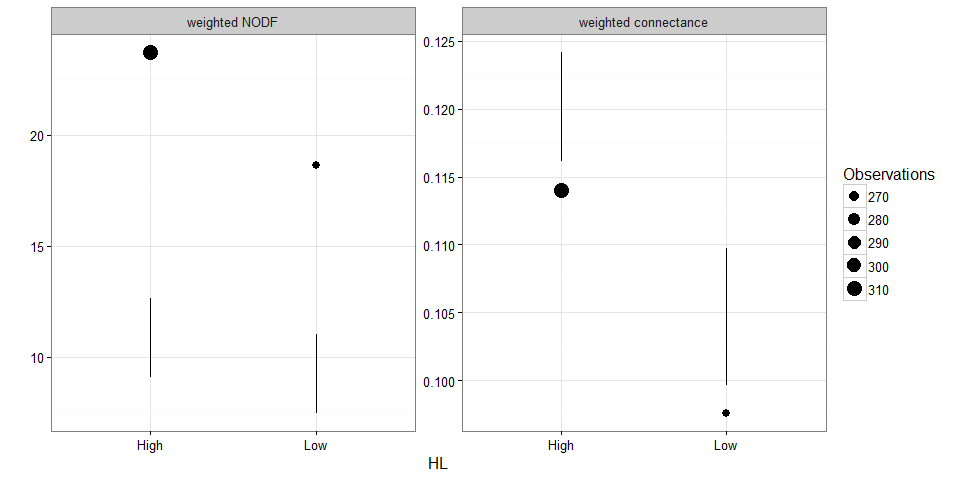 weighted NODF
weighted connectance
20
15
10
0.125
0.120
0.115
0.110
0.105
0.100
High
Low
High
Low
HL
Observations
270
280
290
300
310